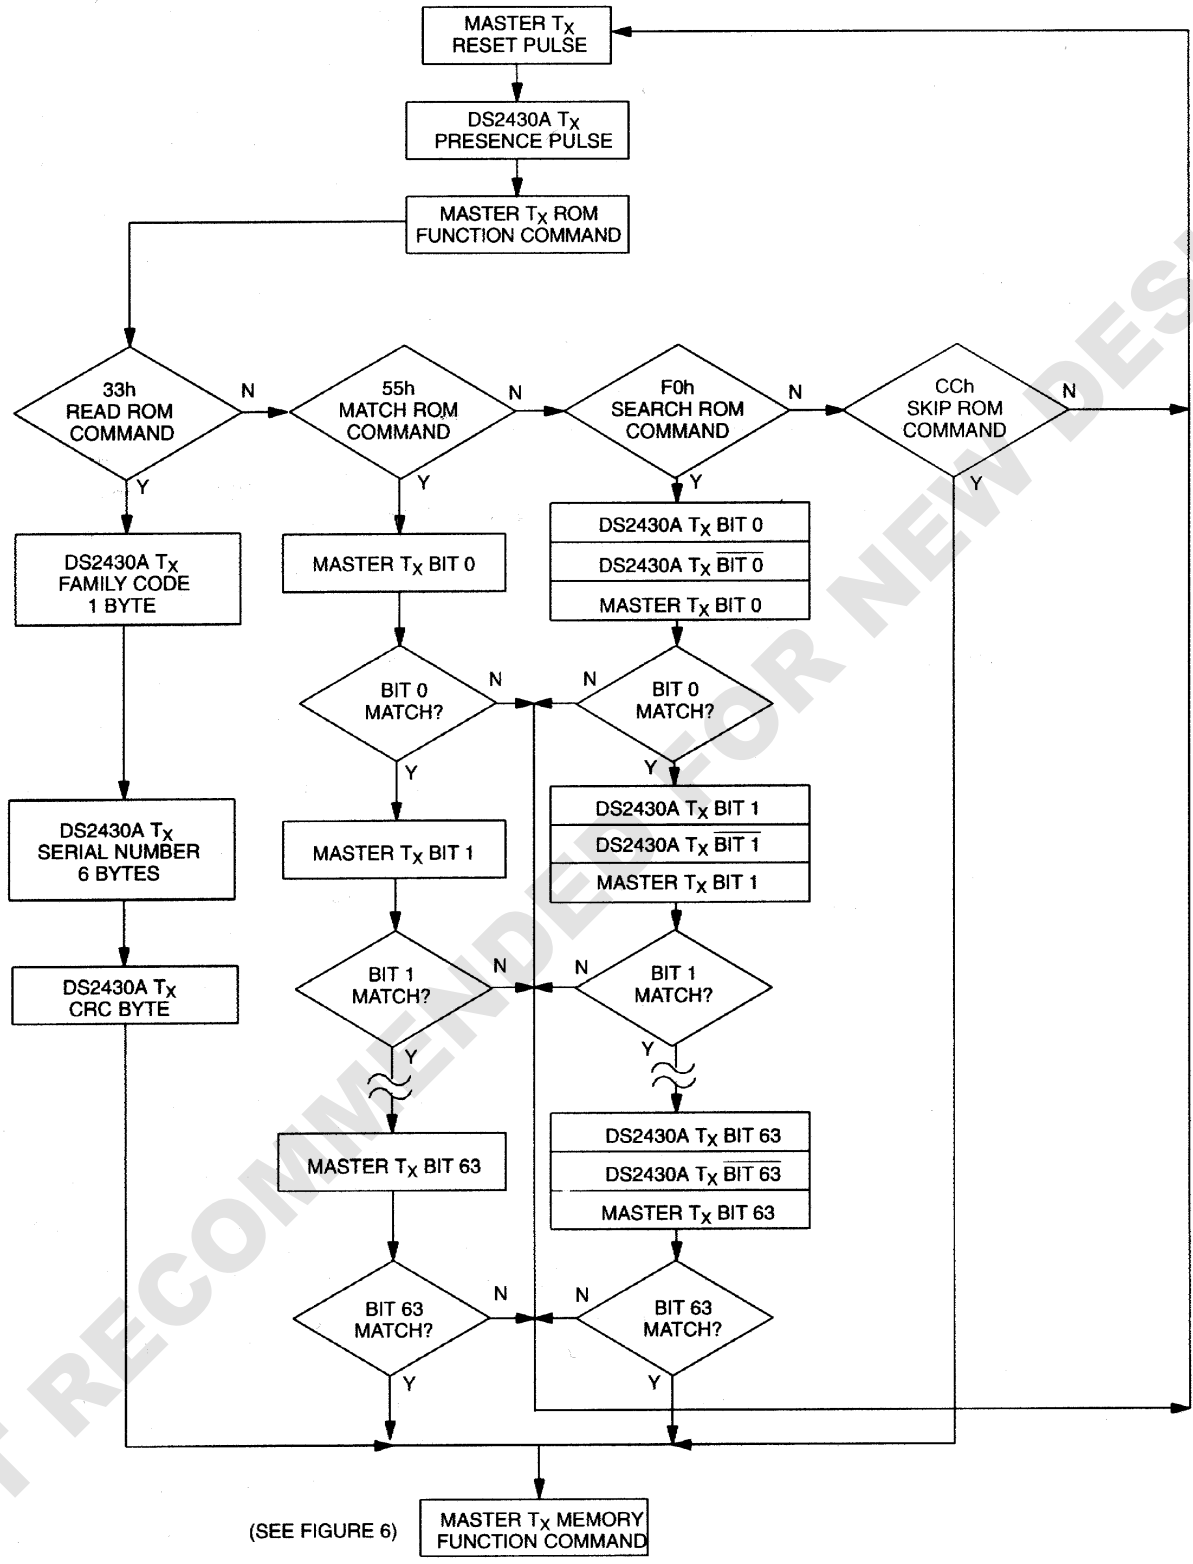 MASTER TX
RESET PULSE
DS2430A TX
PRESENCE PULSE
MASTER TX ROM
FUNCTION COMMAND
33h
READ ROM
COMMAND
N
Y
55h
MATCH ROM
COMMAND
N
Y
F0h
SEARCH ROM
COMMAND
N
Y
CCh
SKIP ROM
COMMAND
N
Y
DS2430A TX
FAMILY CODE
1 BYTE
DS2430A TX
SERIAL NUMBER
6 BYTES
DS2430A TX
CRC BYTE
MASTER TX BIT 0
BIT 0
MATCH?
N
Y
MASTER TX BIT 1
BIT 1
MATCH?
N
Y
MASTER TX BIT 63
BIT 63
MATCH?
N
Y
DS2430A TX BIT 0
DS2430A TX BIT 0
MASTER TX BIT 0
N
BIT 0
MATCH?
Y
DS2430A TX BIT 1
DS2430A TX BIT 1
MASTER TX BIT 1
N
BIT 1
MATCH?
Y
DS2430A TX BIT 63
DS2430A TX BIT 63
MASTER TX BIT 63
N
BIT 63
MATCH?
Y
(SEE FIGURE 6)
MASTER TX MEMORY
FUNCTION COMMAND
RECOMMENDED FOR NEW